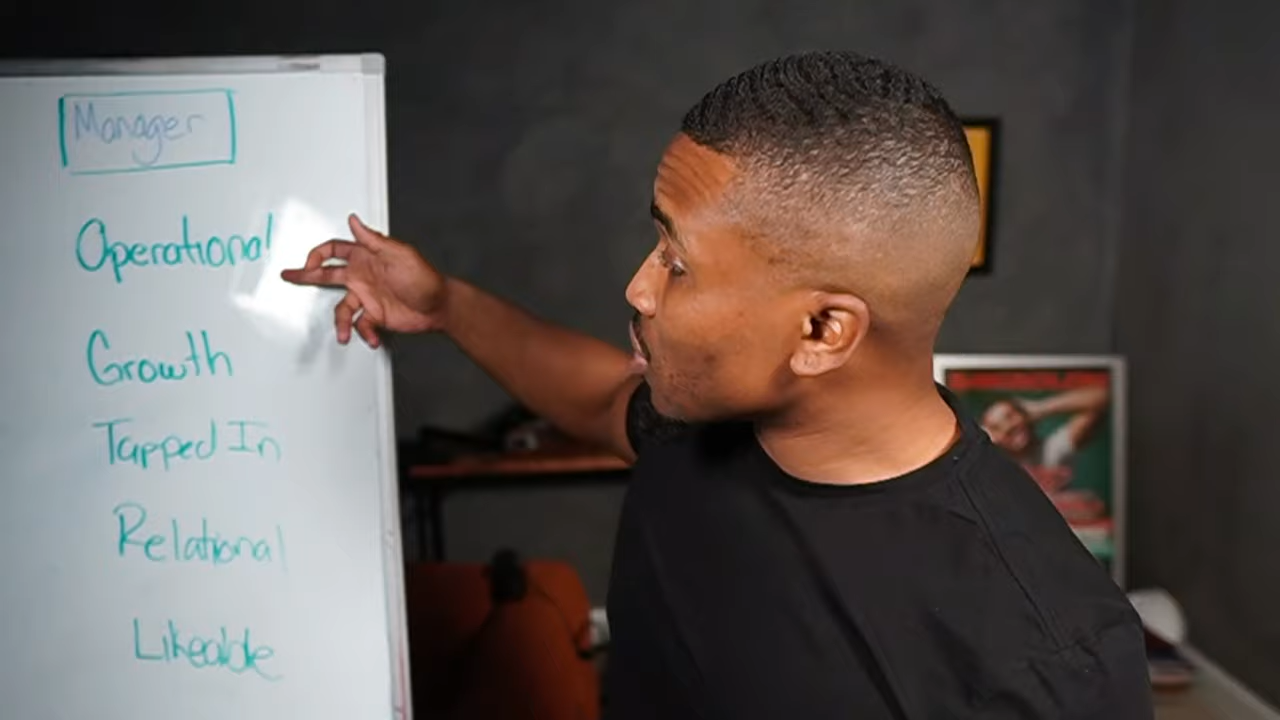 Manager
Operational
Growth
Tapped In
Relational
Likeable